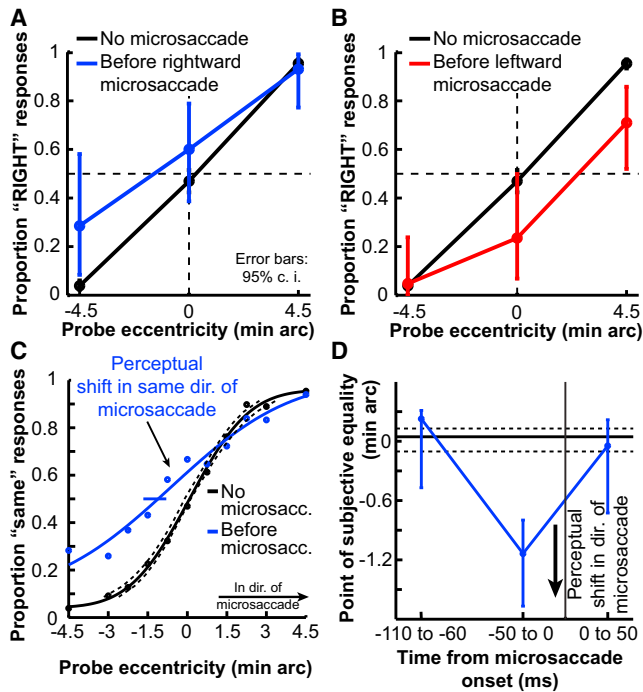 A
No microsaccade
Before rightward
microsaccade
Proportion “RIGHT” responses
1
0.8
0.6
0.4
0.2
0
Error bars:
95% c. i.
-4.5
0
4.5
Probe eccentricity (min arc)
B
No microsaccade
Before leftward
microsaccade
Proportion “RIGHT” responses
1
0.8
0.6
0.4
0.2
0
-4.5
0
4.5
Probe eccentricity (min arc)
C
Perceptual
shift in same dir. of
microsaccade
Proportion “same” responses
1
0.8
0.6
0.4
0.2
0
No
microsacc.
Before
microsacc.
In dir. of
microsaccade
-4.5
-3
-1.5
0
1.5
3
4.5
Probe eccentricity (min arc)
D
Point of subjective equality
(min arc)
0
-0.6
-1.2
Perceptual
shift in dir. of
microsaccade
-110 to -60
-50 to 0
0 to 50
Time from microsaccade
onset (ms)